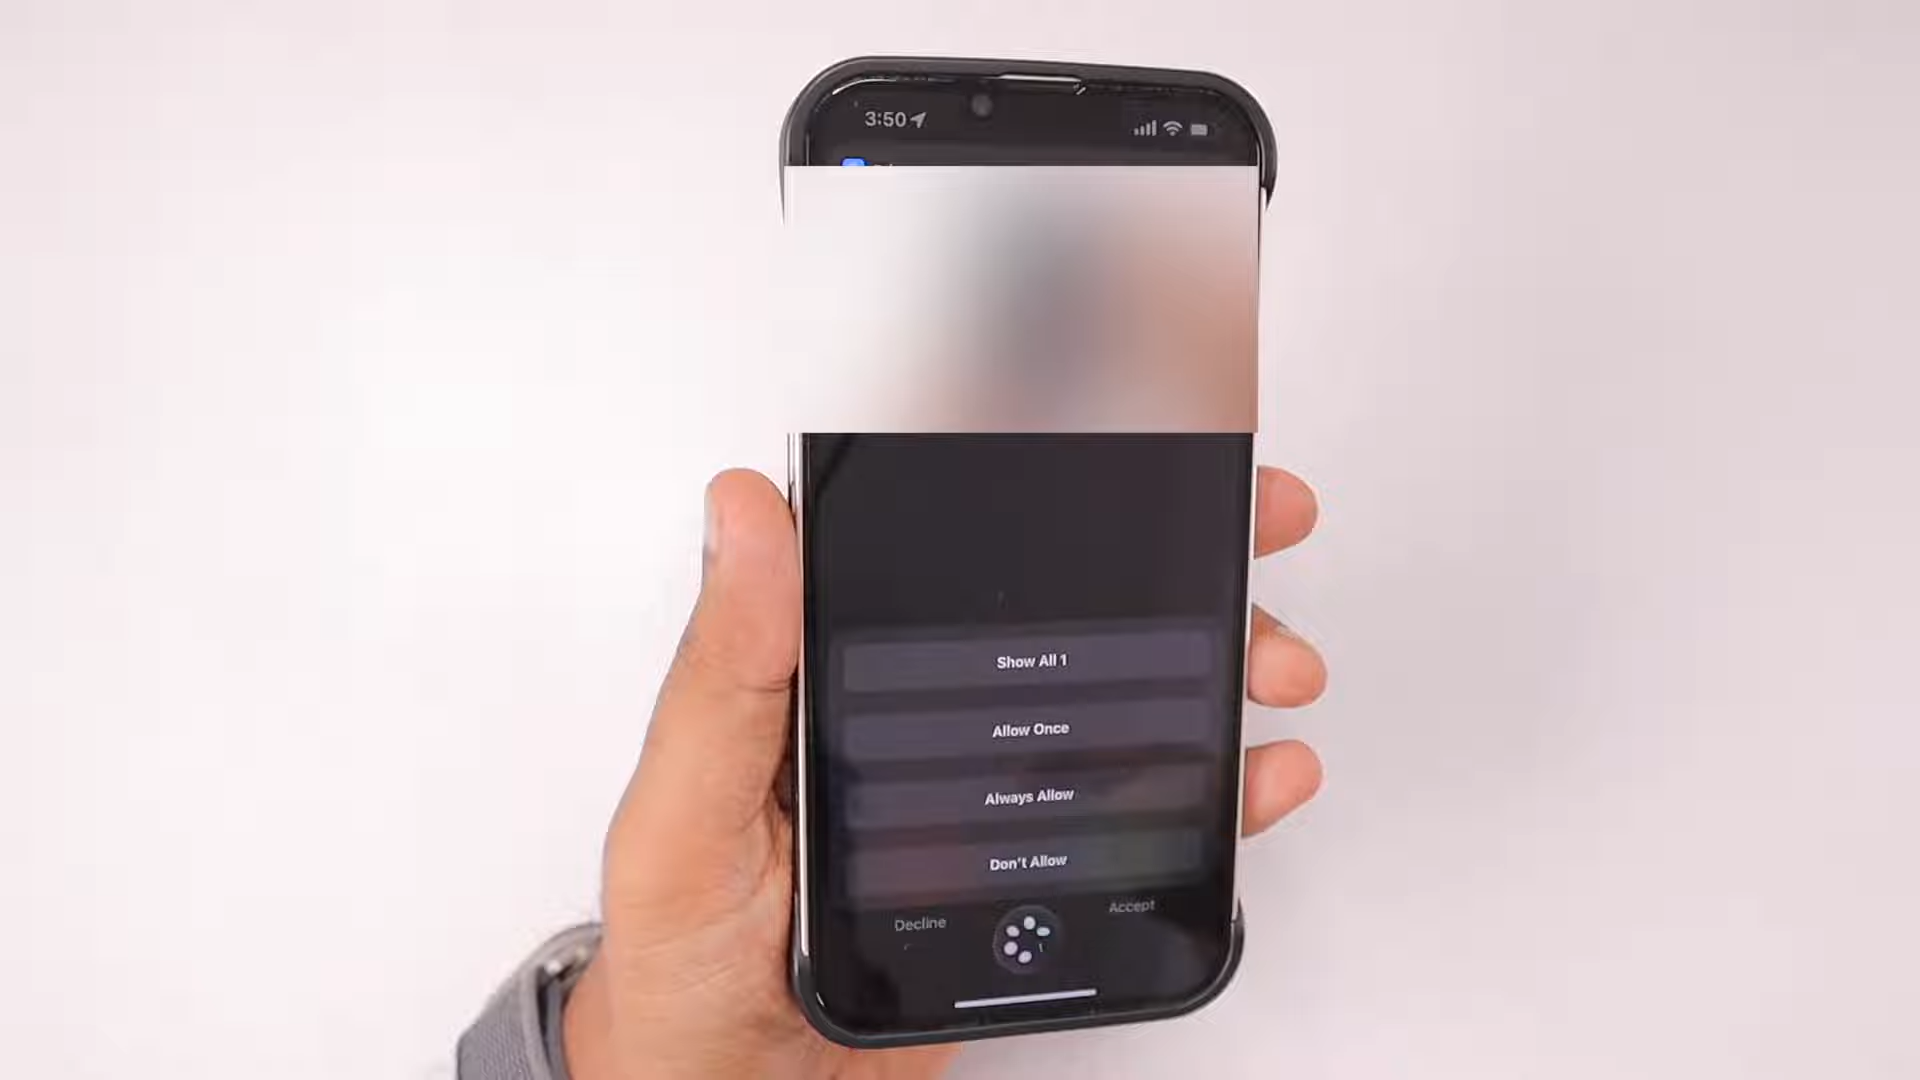 3:50
Show All 1
Allow Once
Always Allow
Don't Allow
Decline
Accept